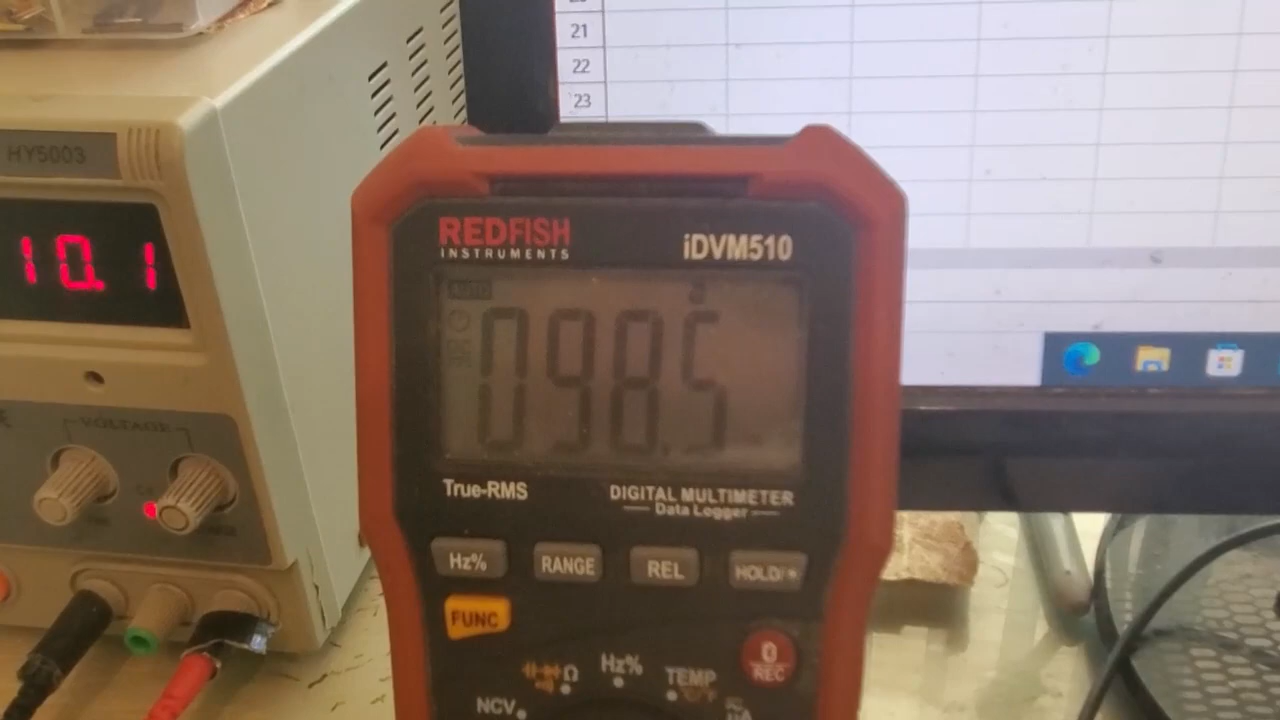 21
22
23
HY5003
10.1
VOLTAGE
REDFISH
INSTRUMENTS
iDVM510
098.5
True-RMS
DIGITAL MULTIMETER
Data Logger
Hz%
RANGE
REL
HOLD/☀
FUNC
REC
Ω
Hz%
TEMP
NCV